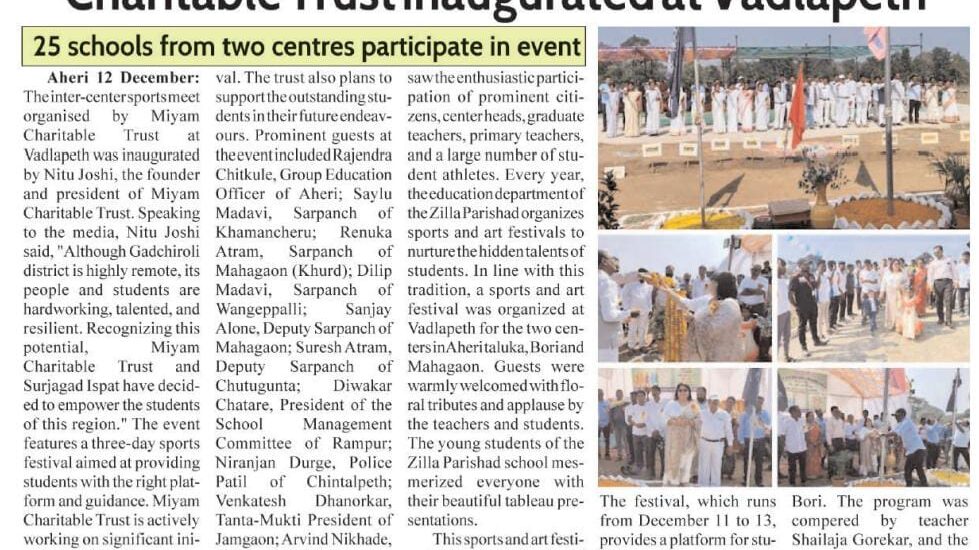 Charitable Trust inaugurated at Vadlapeth
25 schools from two centres participate in event
Aheri 12 December:
The inter-center sports meet
organised by Miyam
Charitable Trust at
Vadlapeth was inaugurated
by Nitu Joshi, the founder
and president of Miyam
Charitable Trust. Speaking
to the media, Nitu Joshi
said, "Although Gadchiroli
district is highly remote, its
people and students are
hardworking, talented, and
resilient. Recognizing this
potential, Miyam
Charitable Trust and
Surjagad Ispat have decid-
ed to empower the students
of this region." The event
features a three-day sports
festival aimed at providing
students with the right plat-
form and guidance. Miyam
Charitable Trust is actively
working on significant ini-
val. The trust also plans to
support the outstanding stu-
dents in their future endeav-
ours. Prominent guests at
the event included Rajendra
Chitkule, Group Education
Officer of Aheri; Saylu
Madavi, Sarpanch of
Khamancheru; Renuka
Atram, Sarpanch of
Mahagaon (Khurd); Dilip
Madavi, Sarpanch of
Wangeppalli; Sanjay
Alone, Deputy Sarpanch of
Mahagaon; Suresh Atram,
Deputy Sarpanch of
Chutugunta; Diwakar
Chatare, President of the
School Management
Committee of Rampur;
Niranjan Durge, Police
Patil of Chintalpeth;
Venkatesh Dhanorkar,
Tanta-Mukti President of
Jamgaon; Arvind Nikhade,
saw the enthusiastic partici-
pation of prominent citi-
zens, center heads, graduate
teachers, primary teachers,
and a large number of stu-
dent athletes. Every year,
the education department of
the Zilla Parishad organizes
sports and art festivals to
nurture the hidden talents of
students. In line with this
tradition, a sports and art
festival was organized at
Vadlapeth for the two cen-
ters in Aheri taluka, Bori and
Mahagaon. Guests were
warmly welcomed with flo-
ral tributes and applause by
the teachers and students.
The young students of the
Zilla Parishad school mes-
merized everyone with
their beautiful tableau pre-
sentations.
This sports and art festi-
The festival, which runs
from December 11 to 13,
provides a platform for stu-
Bori. The program was
compered by teacher
Shailaja Gorekar, and the